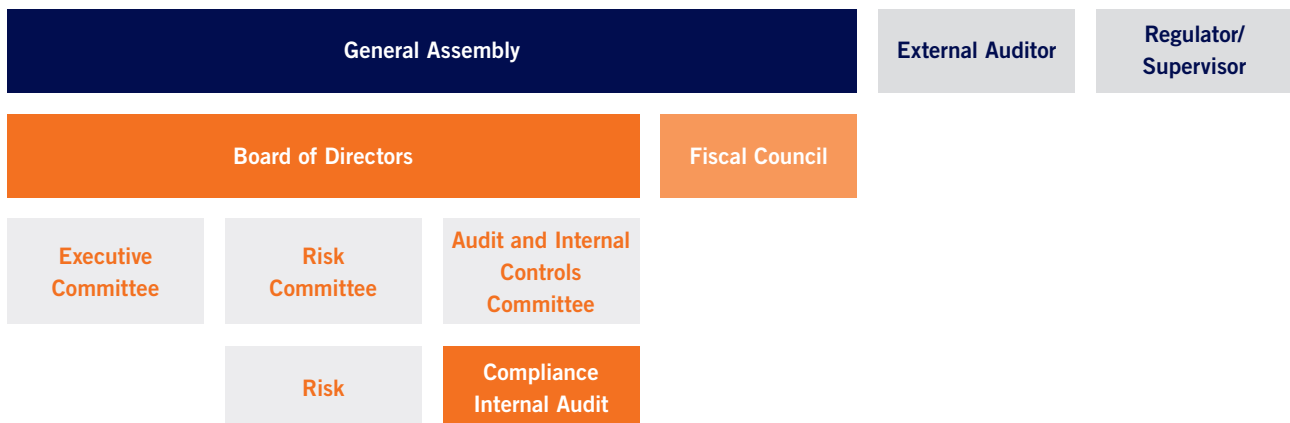 General Assembly
External Auditor
Regulator/
Supervisor
Board of Directors
Fiscal Council
Executive
Committee
Risk
Committee
Audit and Internal
Controls
Committee
Risk
Compliance
Internal Audit